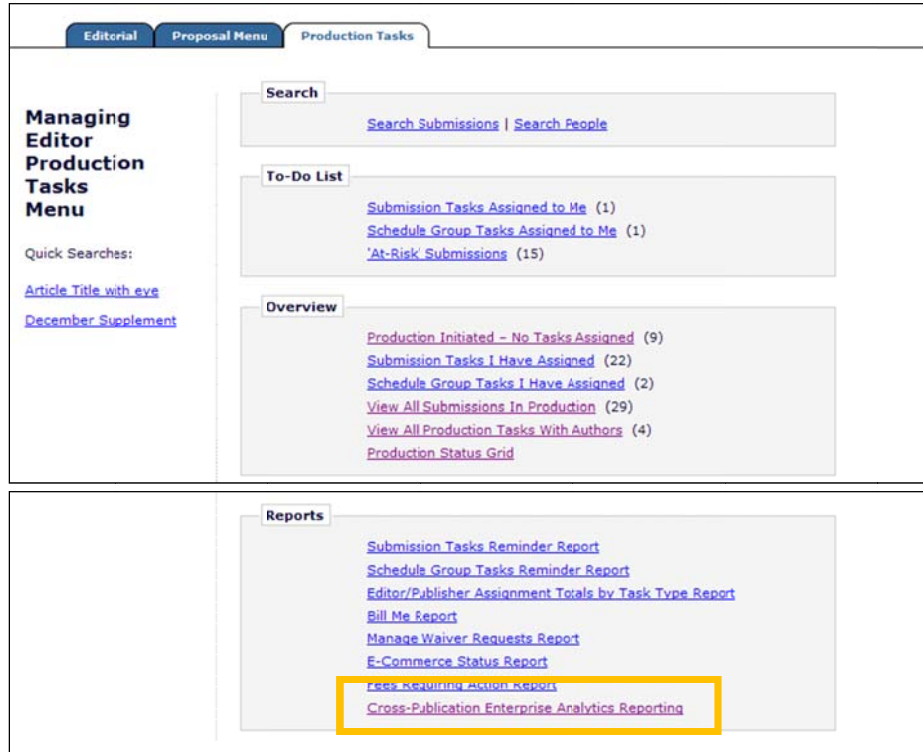 Editorial Proposal Menu Production Tasks
Managing
Editor
Production
Tasks
Menu
Quick Searches:
Article Title with eye
December Supplement
Search
Search Submissions | Search People
To-Do List
Submission Tasks Assigned to Me (1)
Schedule Group Tasks Assigned to Me (1)
'At-Risk' Submissions (15)
Overview
Production Initiated – No Tasks Assigned (9)
Submission Tasks I Have Assigned (22)
Schedule Group Tasks I Have Assigned (2)
View All Submissions In Production (29)
View All Production Tasks With Authors (4)
Production Status Grid
Reports
Submission Tasks Reminder Report
Schedule Group Tasks Reminder Report
Editor/Publisher Assignment Totals by Task Type Report
Bill Me Report
Manage Waiver Requests Report
E-Commerce Status Report
Fees Requiring Action Report
Cross-Publication Enterprise Analytics Reporting